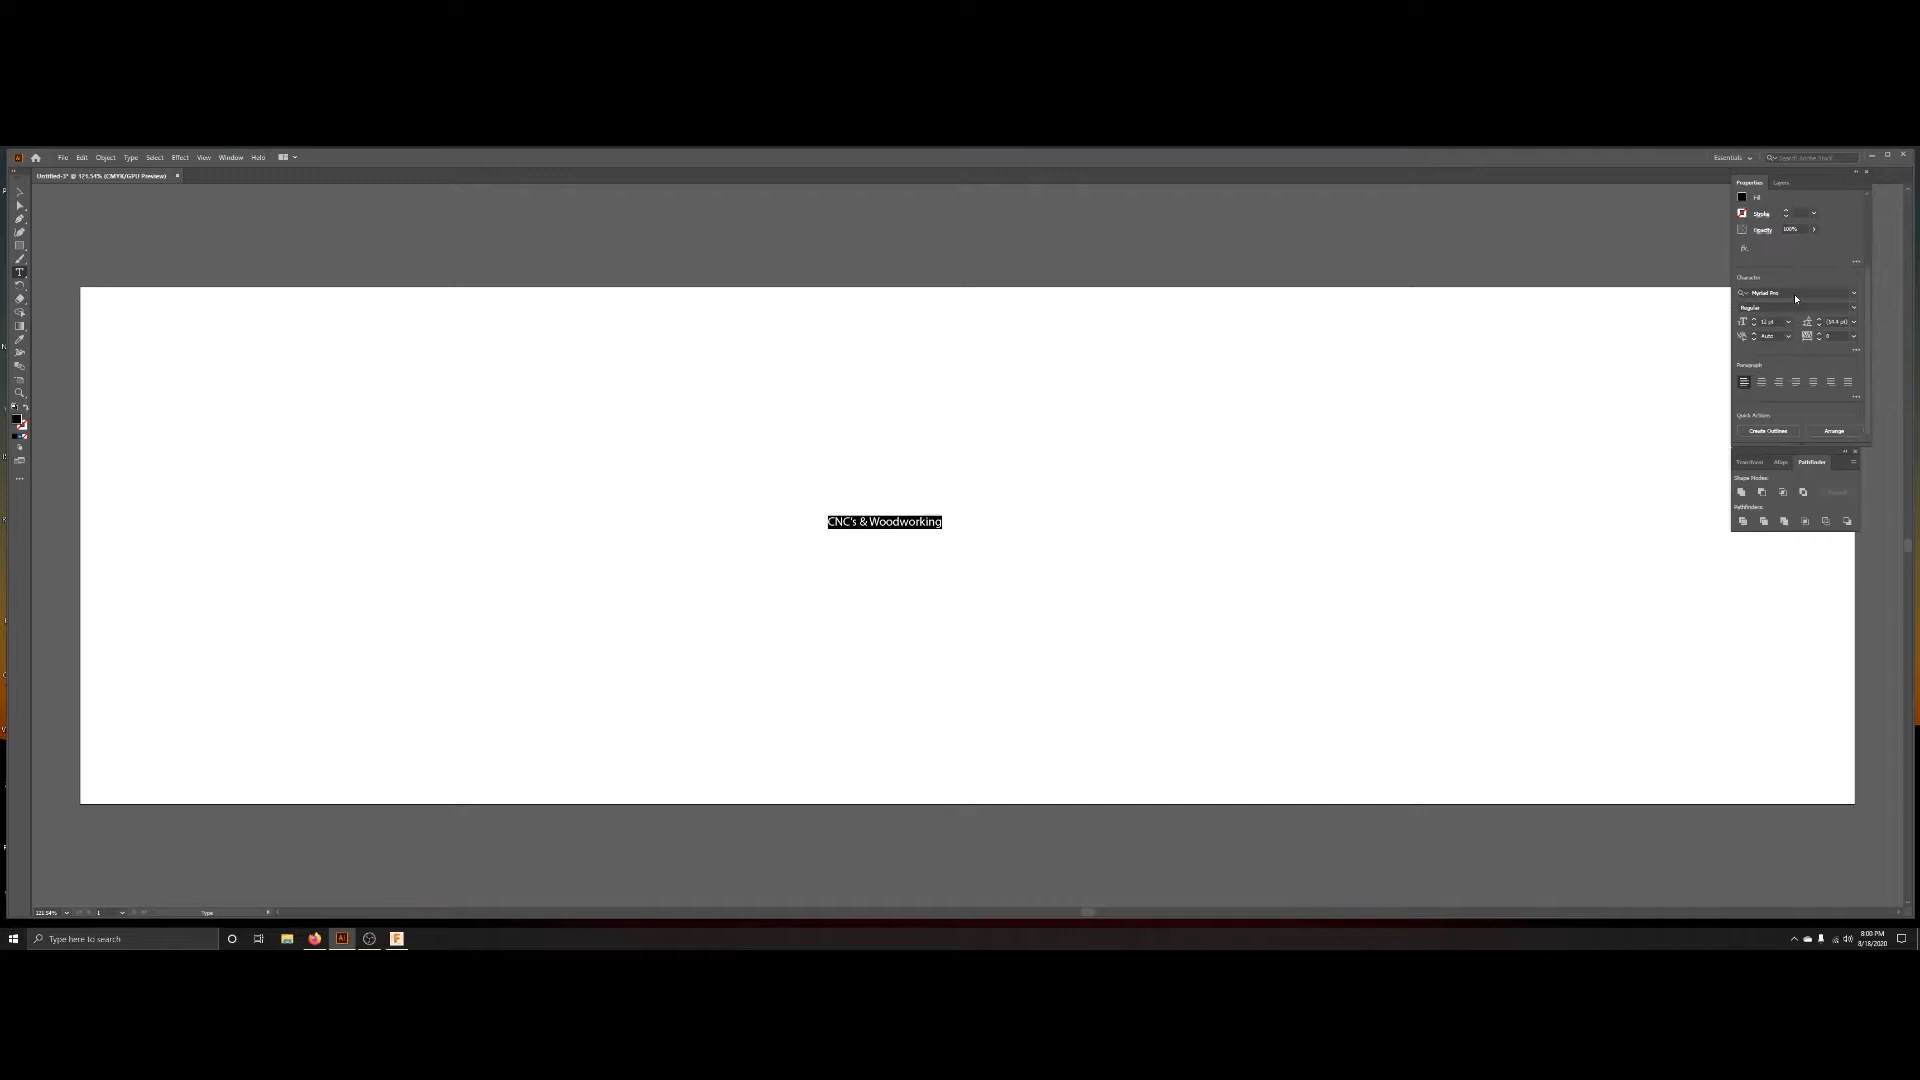 File Edit Object Type Select Effect View Window Help
Essentials
Search Adobe Stock
Untitled-3* @ 121.54% (CMYK/GPU Preview)
Properties Layers
Fill
Stroke
Opacity 100%
fx.
Character
Myriad Pro
Regular
12 pt (14.4 pt)
Auto 0
Paragraph
Quick Actions
Create Outlines Arrange
Transform Align Pathfinder
Shape Modes:
Pathfinders:
CNC's & Woodworking
121.54% 1 Type
Type here to search
8:00 PM
8/18/2020